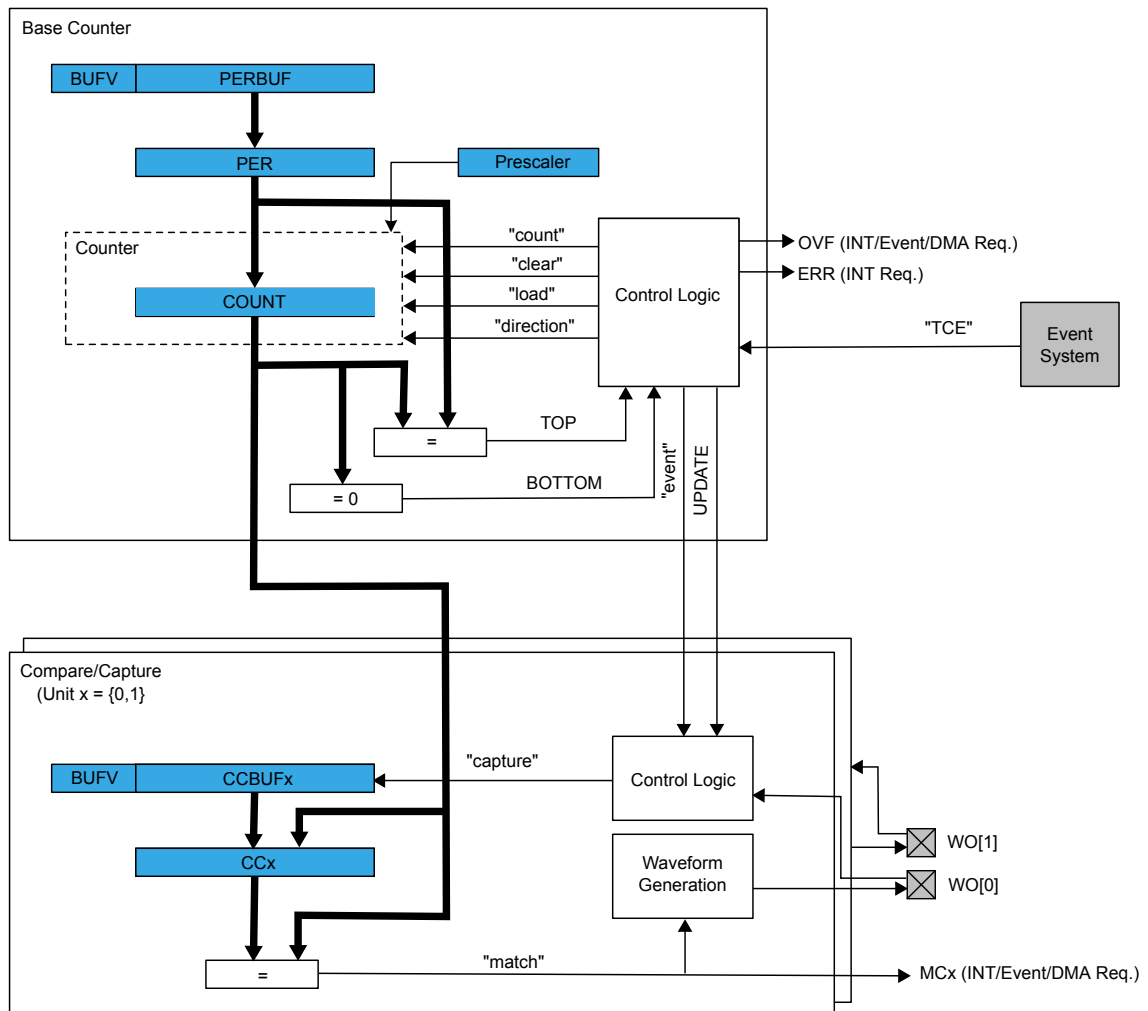 Base Counter
BUFV PERBUF
PER
Prescaler
Counter
COUNT
"count"
"clear"
"load"
"direction"
Control Logic
OVF (INT/Event/DMA Req.)
ERR (INT Req.)
"TCE"
Event
System
=
TOP
= 0
BOTTOM
"event"
UPDATE
Compare/Capture
(Unit x = {0,1}
BUFV CCBUFx
"capture"
Control Logic
CCx
Waveform
Generation
WO[1]
WO[0]
=
"match"
MCx (INT/Event/DMA Req.)